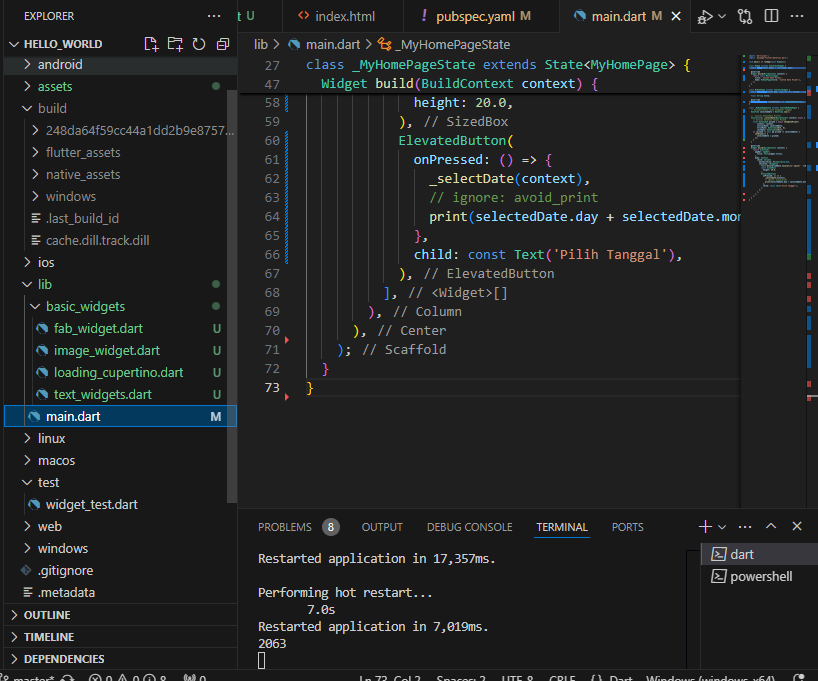 EXPLORER
HELLO_WORLD
android
assets
build
248da64f59cc44a1dd2b9e8757...
flutter_assets
native_assets
windows
.last_build_id
cache.dill.track.dill
ios
lib
basic_widgets
fab_widget.dart U
image_widget.dart U
loading_cupertino.dart U
text_widgets.dart U
main.dart M
linux
macos
test
widget_test.dart
web
windows
.gitignore
.metadata
OUTLINE
TIMELINE
DEPENDENCIES
t U
<> index.html
! pubspec.yaml M
main.dart M
lib > main.dart > _MyHomePageState
27 class _MyHomePageState extends State<MyHomePage> {
47 Widget build(BuildContext context) {
58 height: 20.0,
59 ), // SizedBox
60 ElevatedButton(
61 onPressed: () => {
62 _selectDate(context),
63 // ignore: avoid_print
64 print(selectedDate.day + selectedDate.mon
65 },
66 child: const Text('Pilih Tanggal'),
67 ), // ElevatedButton
68 ], // <Widget>[]
69 ), // Column
70 ), // Center
71 ); // Scaffold
72 }
73 }
PROBLEMS 8 OUTPUT DEBUG CONSOLE TERMINAL PORTS
Restarted application in 17,357ms.
Performing hot restart...
7.0s
Restarted application in 7,019ms.
2063
dart
powershell
master* 0 0 8 0 Ln 73, Col 2 Spaces: 2 UTF-8 CRLF {} Dart Windows (windows-x64)